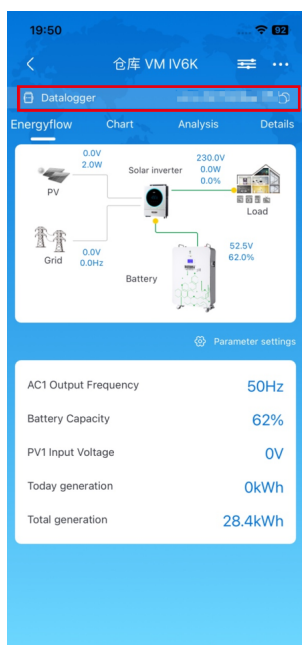 19:50
92
仓库 VM IV6K
Datalogger
Energyflow Chart Analysis Details
0.0V
2.0W
PV
Solar inverter
230.0V
0.0W
0.0%
Load
Grid
0.0V
0.0Hz
Battery
52.5V
62.0%
Parameter settings
AC1 Output Frequency 50Hz
Battery Capacity 62%
PV1 Input Voltage 0V
Today generation 0kWh
Total generation 28.4kWh